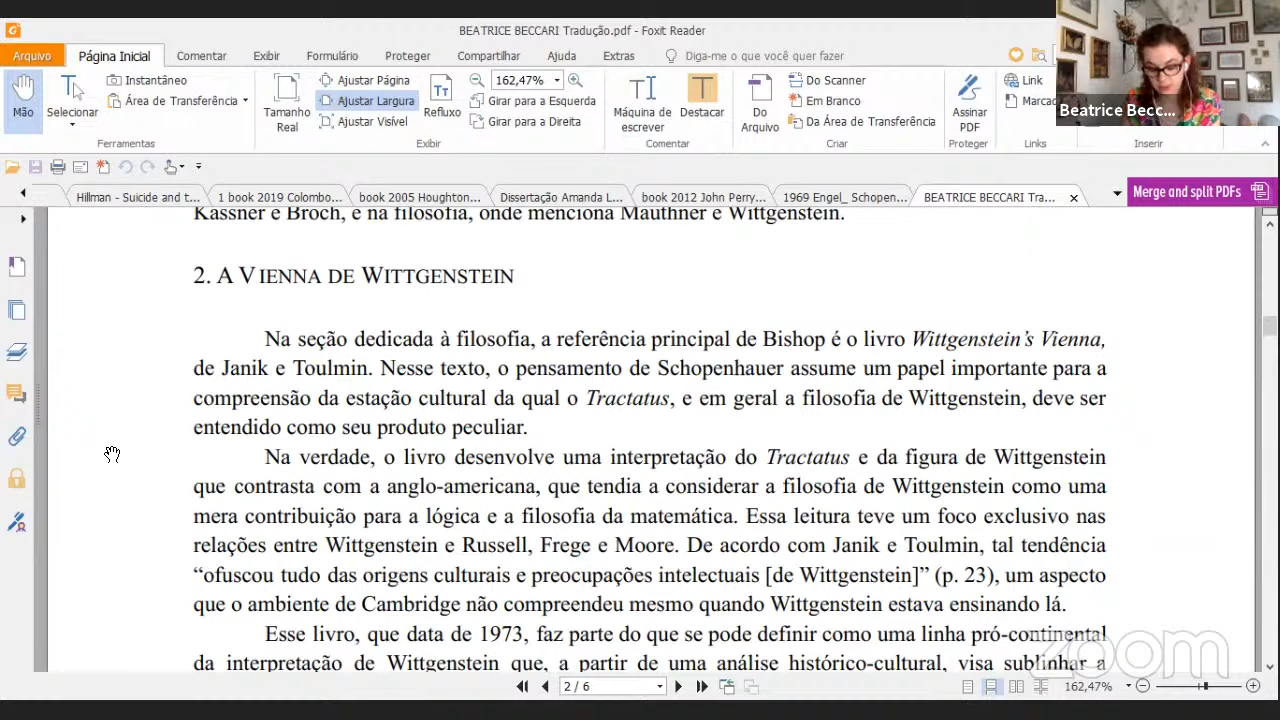 BEATRICE BECCARI Tradução.pdf - Foxit Reader
Arquivo Página Inicial Comentar Exibir Formulário Proteger Compartilhar Ajuda Extras Diga-me o que você quer fazer
Mão
Selecionar
Instantâneo
Área de Transferência
Ferramentas
Tamanho Real
Ajustar Página
Ajustar Largura
Ajustar Visível
Refluxo
162,47%
Girar para a Esquerda
Girar para a Direita
Exibir
Máquina de escrever
Destacar
Comentar
Do Arquivo
Do Scanner
Em Branco
Da Área de Transferência
Criar
Assinar PDF
Proteger
Link
Marcad
Links
Inserir
Beatrice Becc...
Hillman - Suicide and t... 1 book 2019 Colombo... book 2005 Houghton... Dissertação Amanda L... book 2012 John Perry... 1969 Engel_ Schopen... BEATRICE BECCARI Tra...
Merge and split PDFs
Kassner e Broch, e na filosofia, onde menciona Mauthner e Wittgenstein.
2. A VIENNA DE WITTGENSTEIN
Na seção dedicada à filosofia, a referência principal de Bishop é o livro Wittgenstein’s Vienna,
de Janik e Toulmin. Nesse texto, o pensamento de Schopenhauer assume um papel importante para a
compreensão da estação cultural da qual o Tractatus, e em geral a filosofia de Wittgenstein, deve ser
entendido como seu produto peculiar.
Na verdade, o livro desenvolve uma interpretação do Tractatus e da figura de Wittgenstein
que contrasta com a anglo-americana, que tendia a considerar a filosofia de Wittgenstein como uma
mera contribuição para a lógica e a filosofia da matemática. Essa leitura teve um foco exclusivo nas
relações entre Wittgenstein e Russell, Frege e Moore. De acordo com Janik e Toulmin, tal tendência
“ofuscou tudo das origens culturais e preocupações intelectuais [de Wittgenstein]” (p. 23), um aspecto
que o ambiente de Cambridge não compreendeu mesmo quando Wittgenstein estava ensinando lá.
Esse livro, que data de 1973, faz parte do que se pode definir como uma linha pró-continental
da interpretação de Wittgenstein que, a partir de uma análise histórico-cultural, visa sublinhar a
zoom
2 / 6
162,47%